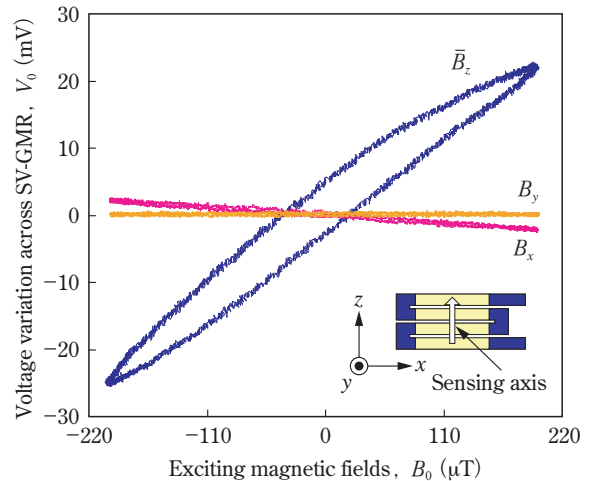 Voltage variation across SV-GMR, V₀ (mV)
30
20
10
0
−10
−20
−30
B̄z
By
Bx
z
y
x
Sensing axis
−220
−110
0
110
220
Exciting magnetic fields, B₀ (μT)